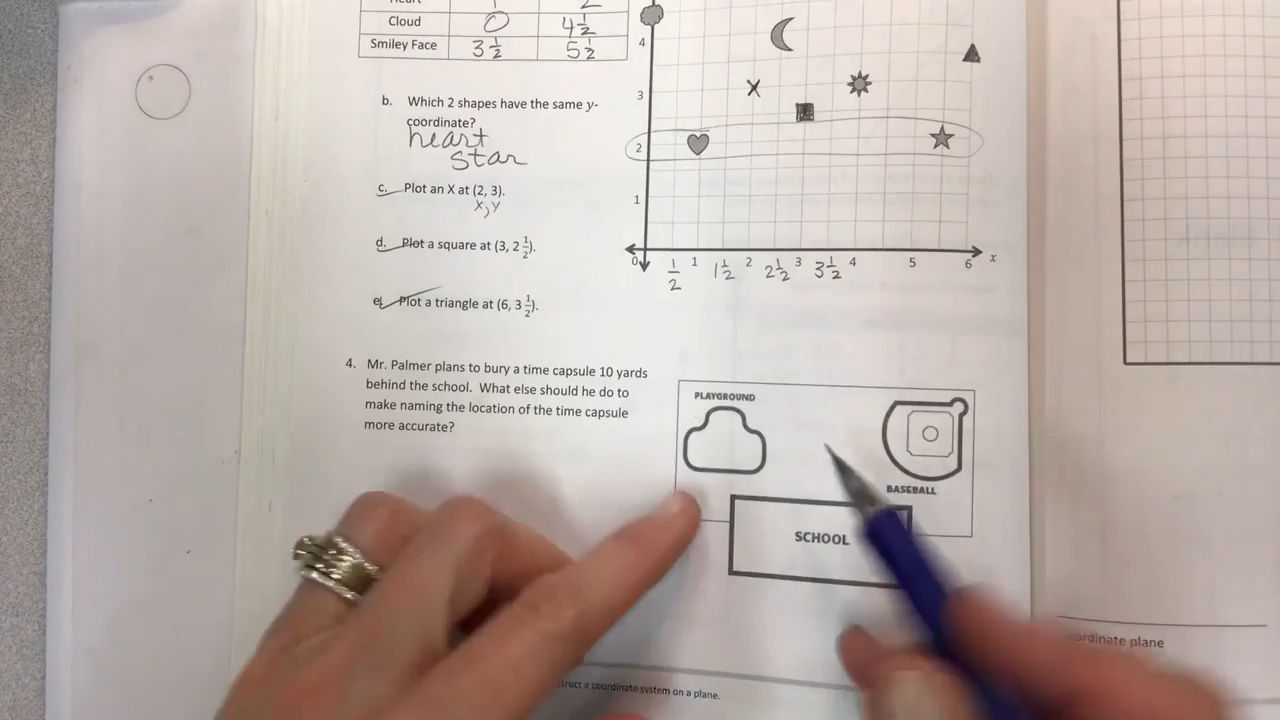 Cloud 0 4 1/2
Smiley Face 3 1/2 5 1/2
b. Which 2 shapes have the same y-
coordinate?
heart
star
c. Plot an X at (2, 3).
x, y
d. Plot a square at (3, 2 1/2).
e. Plot a triangle at (6, 3 1/2).
4
3
2
1
0 1/2 1 1 1/2 2 2 1/2 3 3 1/2 4 5 6 x
4. Mr. Palmer plans to bury a time capsule 10 yards
behind the school. What else should he do to
make naming the location of the time capsule
more accurate?
PLAYGROUND
BASEBALL
SCHOOL
a coordinate system on a plane.
plane